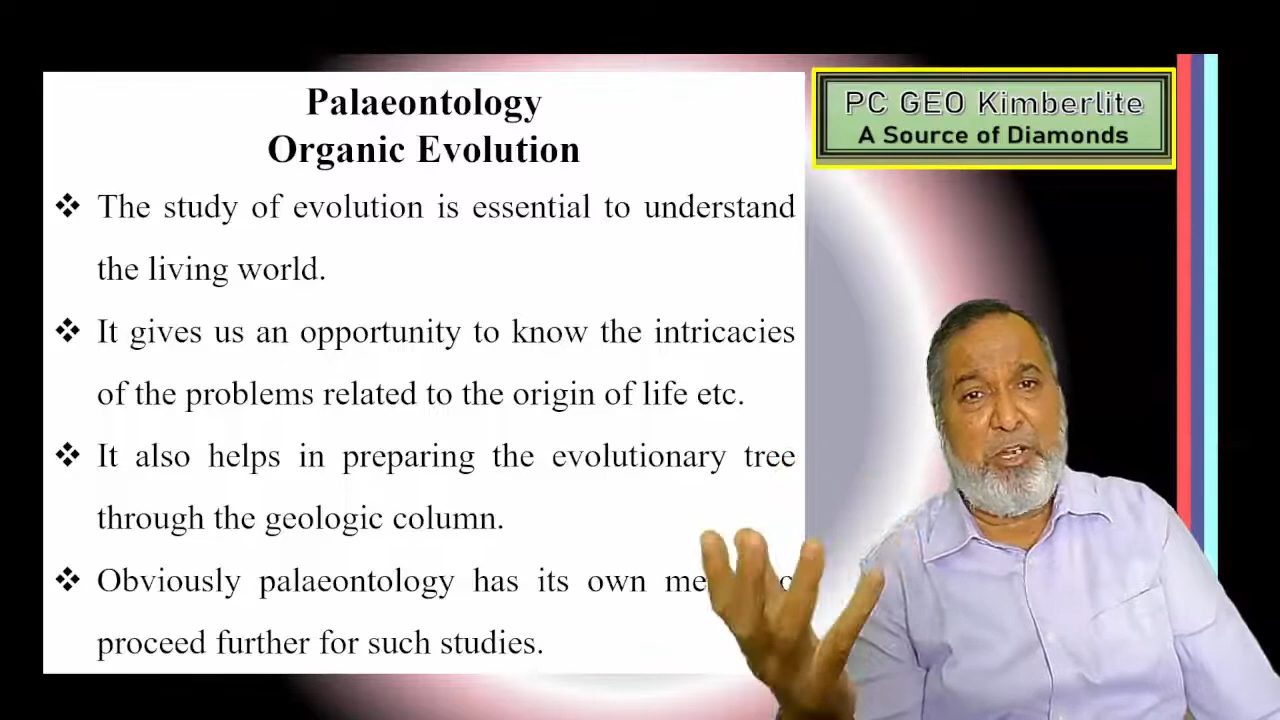 Palaeontology
Organic Evolution
❖ The study of evolution is essential to understand
the living world.
❖ It gives us an opportunity to know the intricacies
of the problems related to the origin of life etc.
❖ It also helps in preparing the evolutionary tree
through the geologic column.
❖ Obviously palaeontology has its own
proceed further for such studies.
PC GEO Kimberlite
A Source of Diamonds